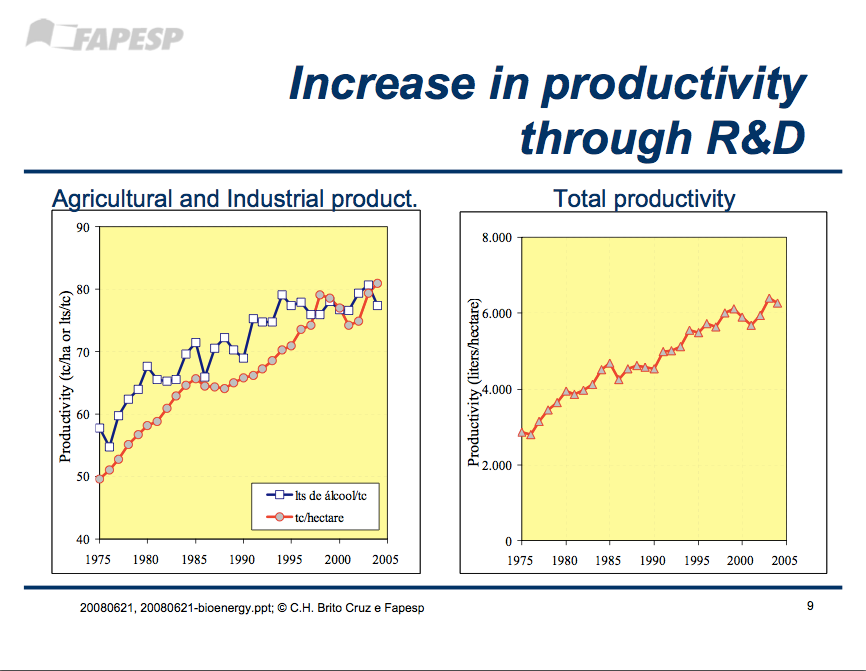 FAPESP
Increase in productivity
through R&D
Agricultural and Industrial product.
Productivity (tc/ha or lts/tc)
90
80
70
60
50
40
1975 1980 1985 1990 1995 2000 2005
lts de álcool/tc
tc/hectare
Total productivity
Productivity (liters/hectare)
8.000
6.000
4.000
2.000
0
1975 1980 1985 1990 1995 2000 2005
20080621, 20080621-bioenergy.ppt; © C.H. Brito Cruz e Fapesp
9